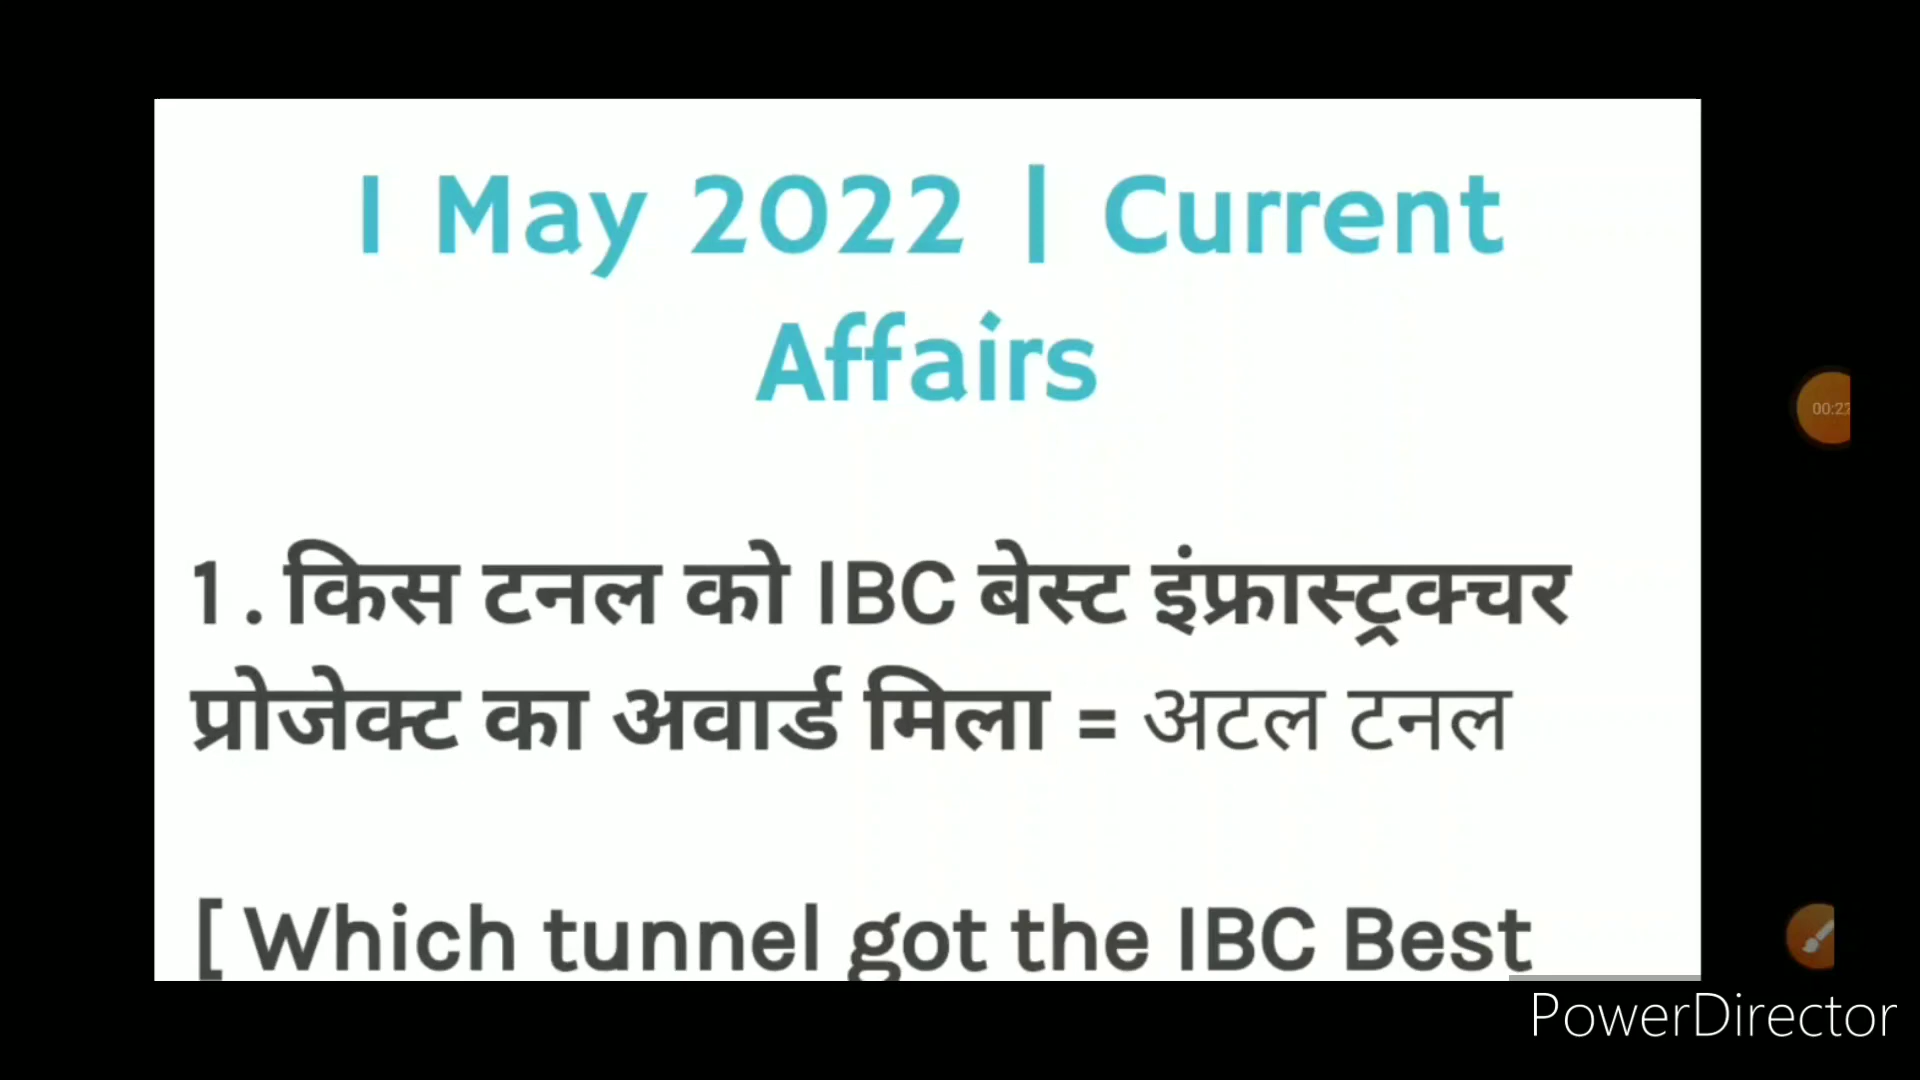 1 May 2022 | Current
Affairs
1. किस टनल को IBC बेस्ट इंफ्रास्ट्रक्चर
प्रोजेक्ट का अवार्ड मिला = अटल टनल
[ Which tunnel got the IBC Best
PowerDirector